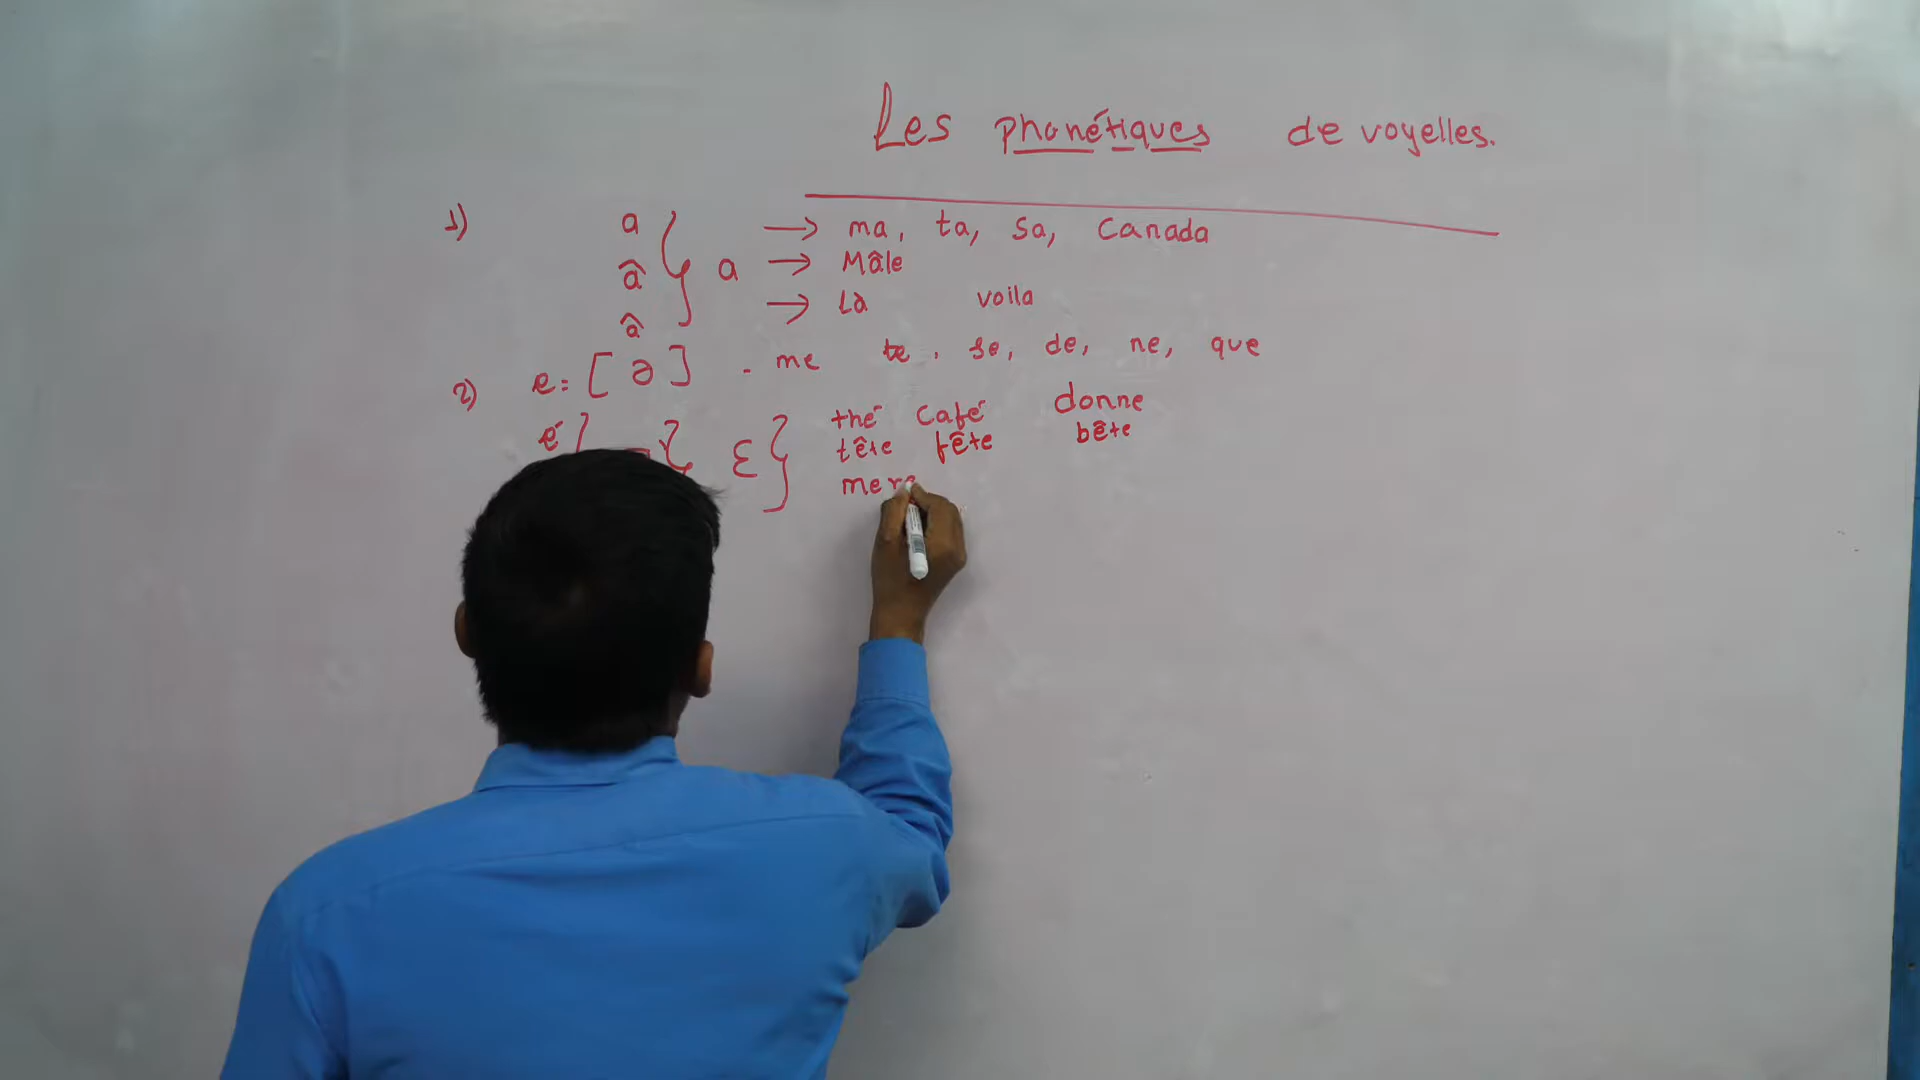 Les phonétiques de voyelles.
1) a } a → ma, ta, sa, Canada
â → Mâle
â → Là voila
2) e = [ə] - me te, se, de, ne, que
é { { ɛ } thé Café donne
tête fête bête
mere